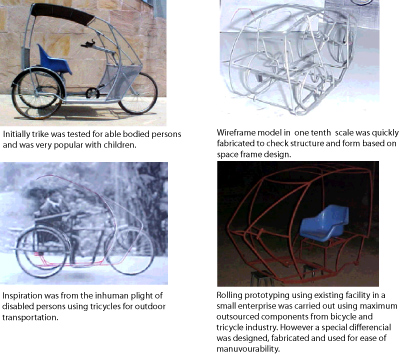 Initially trike was tested for able bodied persons
and was very popular with children.
Wireframe model in one tenth scale was quickly
fabricated to check structure and form based on
space frame design.
Inspiration was from the inhuman plight of
disabled persons using tricycles for outdoor
transportation.
Rolling prototyping using existing facility in a
small enterprise was carried out using maximum
outsourced components from bicycle and
tricycle industry. However a special differencial
was designed, fabricated and used for ease of
manuvourability.